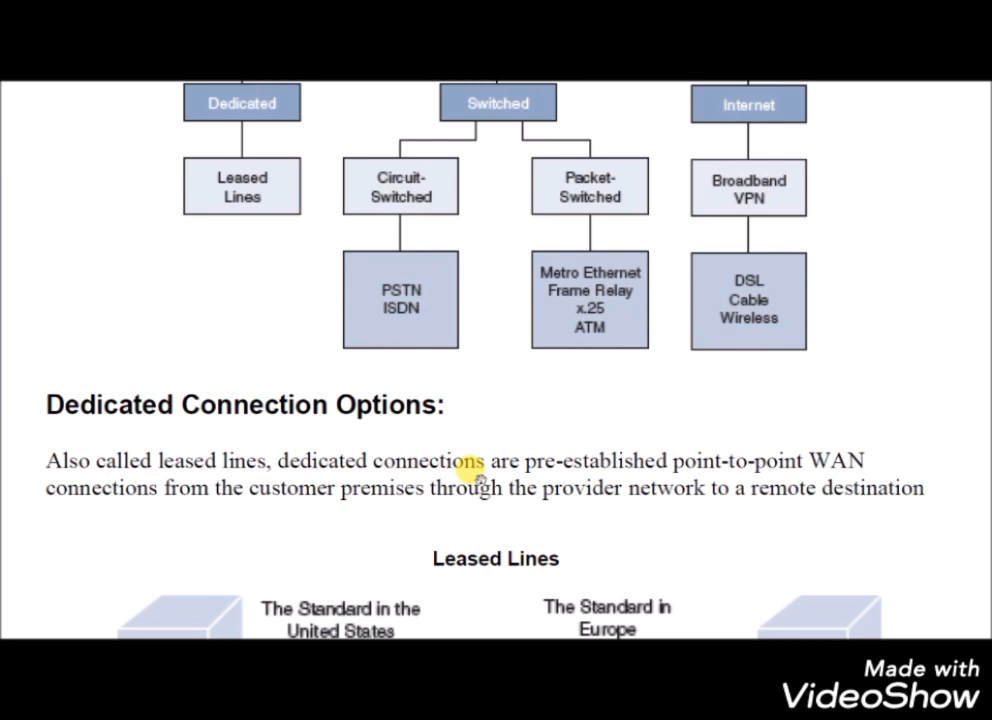 Dedicated
Switched
Internet
Leased
Lines
Circuit-
Switched
Packet-
Switched
Broadband
VPN
PSTN
ISDN
Metro Ethernet
Frame Relay
x.25
ATM
DSL
Cable
Wireless
Dedicated Connection Options:
Also called leased lines, dedicated connections are pre-established point-to-point WAN
connections from the customer premises through the provider network to a remote destination
Leased Lines
The Standard in the
United States
The Standard in
Europe
Made with
VideoShow